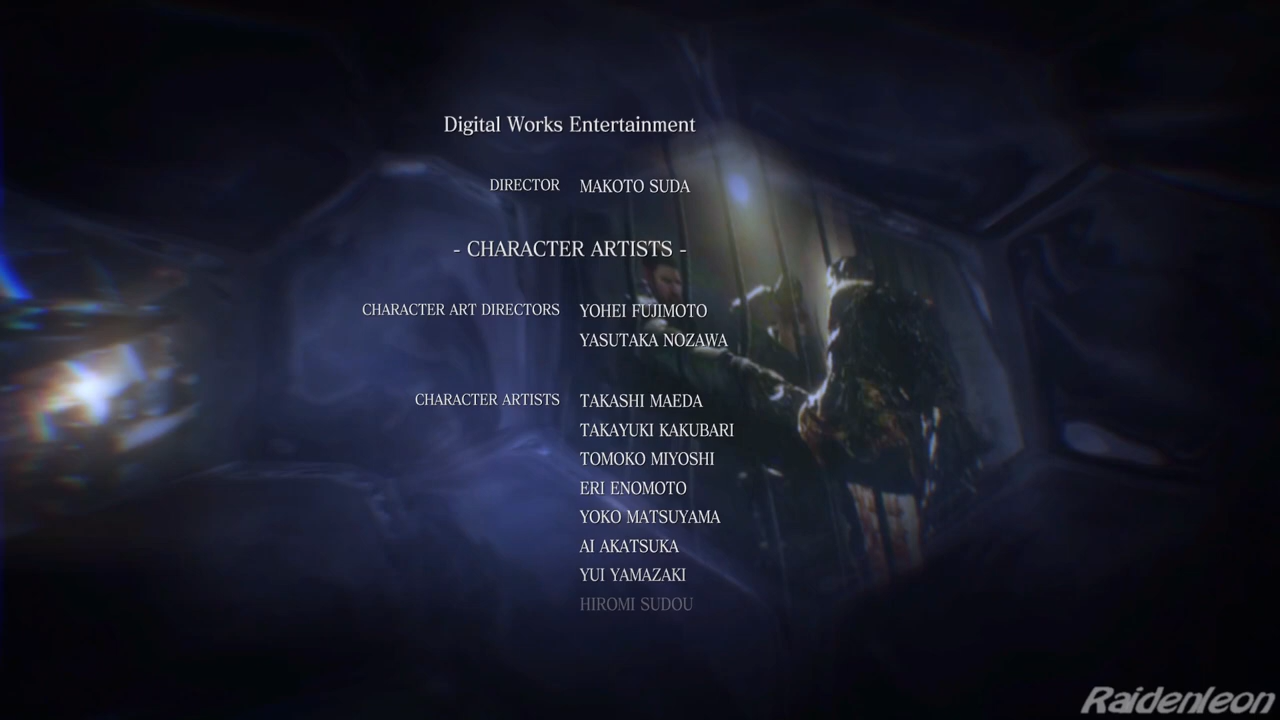 Digital Works Entertainment
DIRECTOR MAKOTO SUDA
- CHARACTER ARTISTS -
CHARACTER ART DIRECTORS YOHEI FUJIMOTO
YASUTAKA NOZAWA
CHARACTER ARTISTS TAKASHI MAEDA
TAKAYUKI KAKUBARI
TOMOKO MIYOSHI
ERI ENOMOTO
YOKO MATSUYAMA
AI AKATSUKA
YUI YAMAZAKI
HIROMI SUDOU
Raidenleon